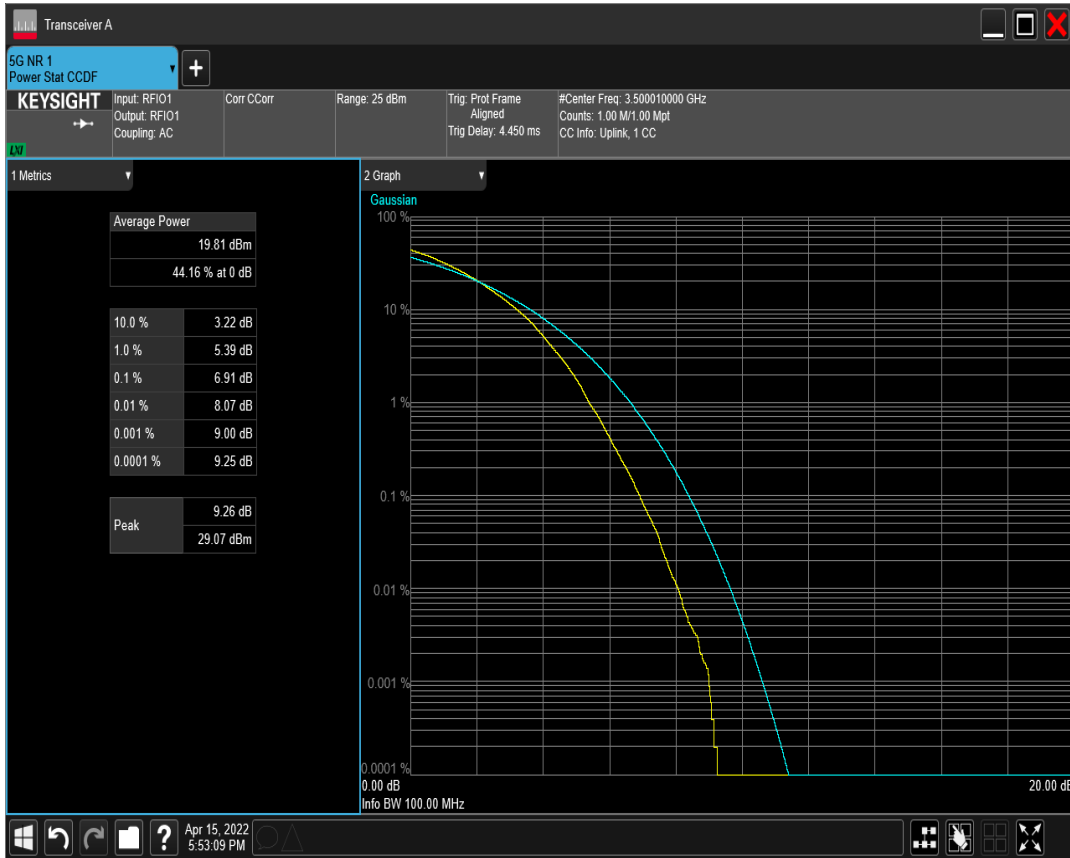 Transceiver A
5G NR 1
Power Stat CCDF
KEYSIGHT
LXI
Input: RFIO1
Output: RFIO1
Coupling: AC
Corr CCorr
Range: 25 dBm
Trig: Prot Frame
Aligned
Trig Delay: 4.450 ms
#Center Freq: 3.500010000 GHz
Counts: 1.00 M/1.00 Mpt
CC Info: Uplink, 1 CC
1 Metrics
Average Power
19.81 dBm
44.16 % at 0 dB
10.0 % 3.22 dB
1.0 % 5.39 dB
0.1 % 6.91 dB
0.01 % 8.07 dB
0.001 % 9.00 dB
0.0001 % 9.25 dB
Peak
9.26 dB
29.07 dBm
2 Graph
Gaussian
100 %
10 %
1 %
0.1 %
0.01 %
0.001 %
0.0001 %
0.00 dB 20.00 dB
Info BW 100.00 MHz
? Apr 15, 2022
5:53:09 PM